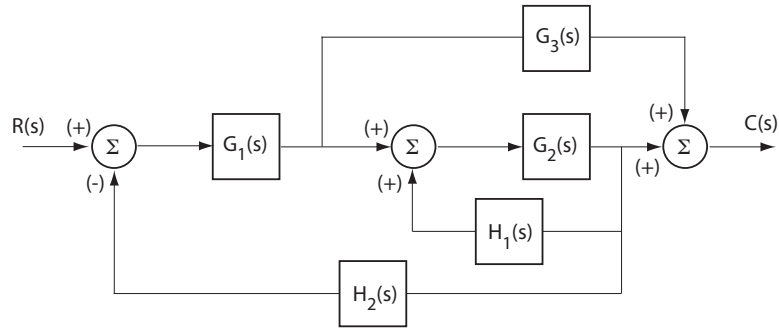 G₃(s)
R(s)
(+)
Σ
(-)
G₁(s)
(+)
Σ
(+)
G₂(s)
(+)
(+)
Σ
C(s)
H₁(s)
H₂(s)